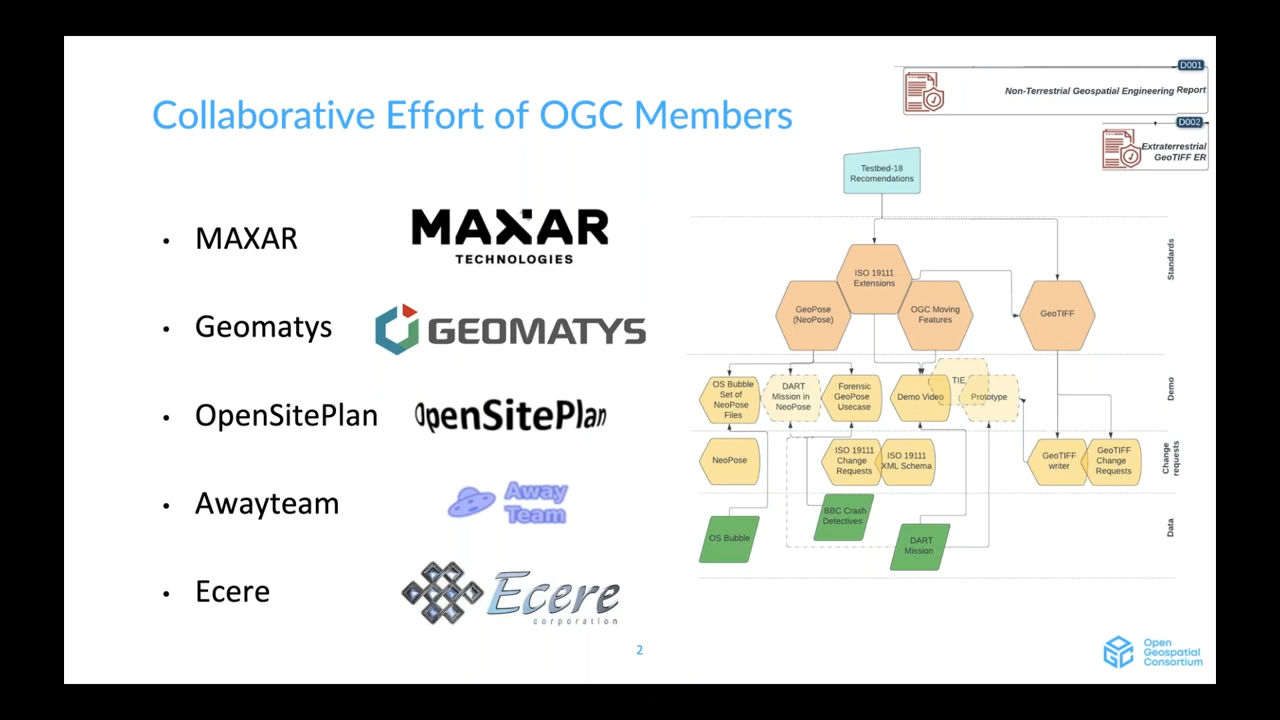 Collaborative Effort of OGC Members
D001
Non-Terrestrial Geospatial Engineering Report
D002
Extraterrestrial
GeoTIFF ER
• MAXAR
MAXAR
TECHNOLOGIES
• Geomatys
GEOMATYS
• OpenSitePlan
OpenSitePlan
• Awayteam
Away
Team
• Ecere
Ecere
corporation
Testbed-18
Recomendations
Standards
ISO 19111
Extensions
GeoPose
(NeoPose)
OGC Moving
Features
GeoTIFF
Demo
OS Bubble
Set of
NeoPose
Files
DART
Mission in
NeoPose
Forensic
GeoPose
Usecase
Demo Video
TIE
Prototype
Change
requests
NeoPose
ISO 19111
Change
Requests
ISO 19111
XML Schema
GeoTIFF
writer
GeoTIFF
Change
Requests
Data
OS Bubble
BBC Crash
Detectives
DART
Mission
2
Open
Geospatial
Consortium